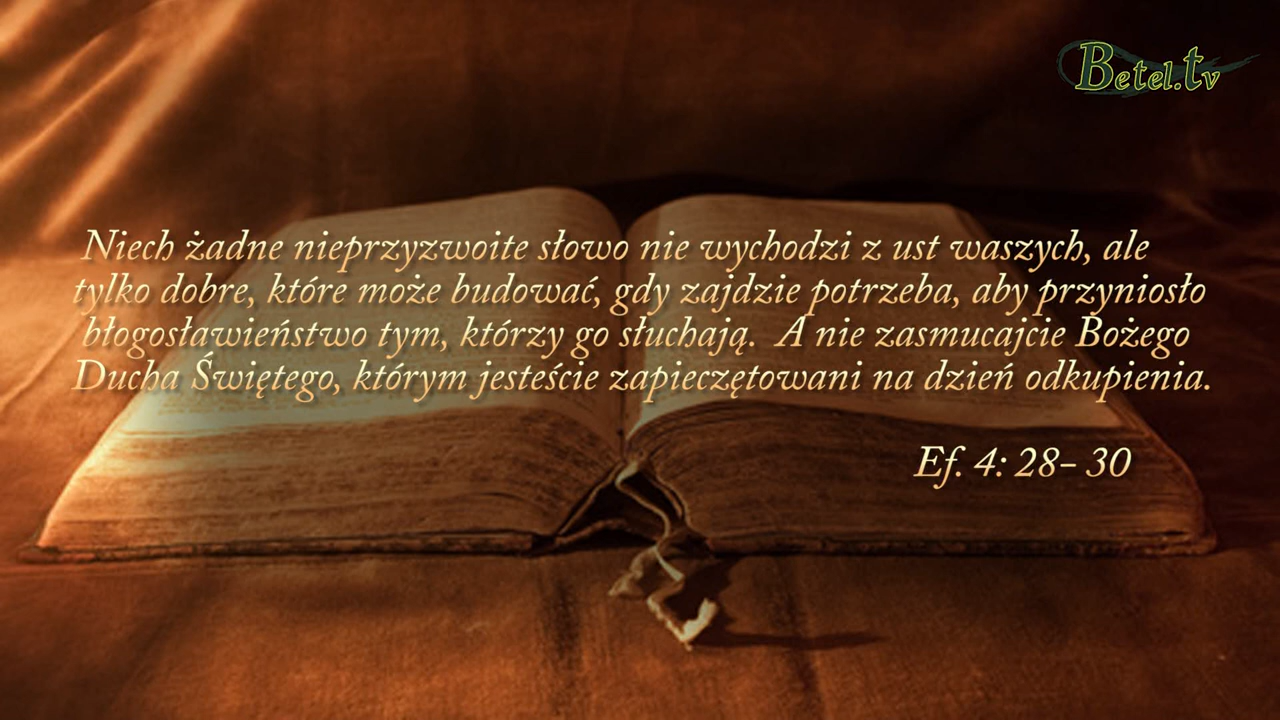 Betel.tv
Niech żadne nieprzyzwoite słowo nie wychodzi z ust waszych, ale
tylko dobre, które może budować, gdy zajdzie potrzeba, aby przyniosło
błogosławieństwo tym, którzy go słuchają.  A nie zasmucajcie Bożego
Ducha Świętego, którym jesteście zapieczętowani na dzień odkupienia.
Ef. 4: 28- 30